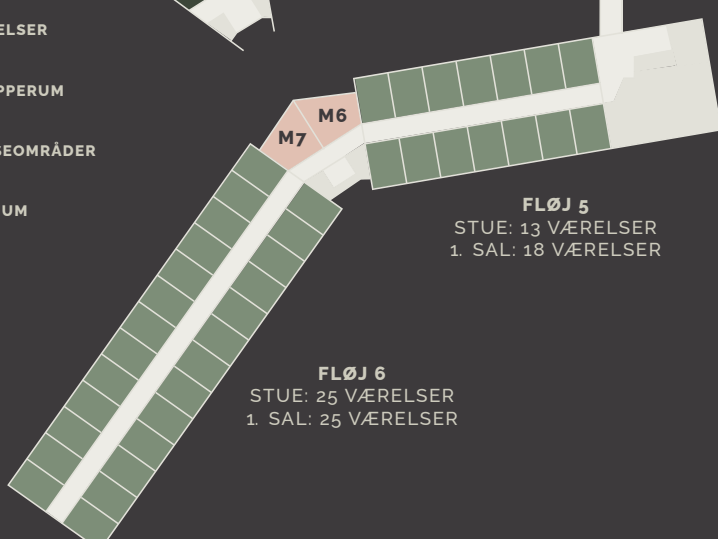 ELSER
PPERUM
SEOMRÅDER
UM
M6
M7
FLØJ 5
STUE: 13 VÆRELSER
1. SAL: 18 VÆRELSER
FLØJ 6
STUE: 25 VÆRELSER
1. SAL: 25 VÆRELSER